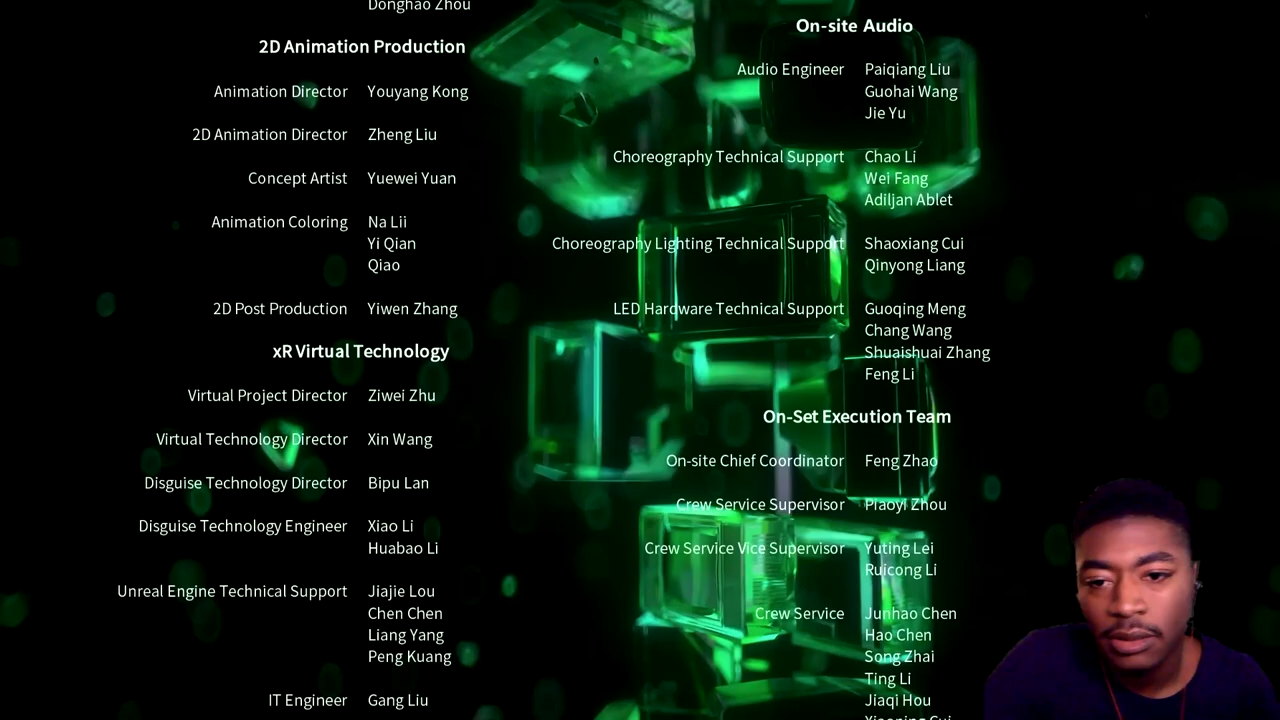 Donghao Zhou
2D Animation Production
Animation Director Youyang Kong
2D Animation Director Zheng Liu
Concept Artist Yuewei Yuan
Animation Coloring Na Lii
Yi Qian
Qiao
2D Post Production Yiwen Zhang
xR Virtual Technology
Virtual Project Director Ziwei Zhu
Virtual Technology Director Xin Wang
Disguise Technology Director Bipu Lan
Disguise Technology Engineer Xiao Li
Huabao Li
Unreal Engine Technical Support Jiajie Lou
Chen Chen
Liang Yang
Peng Kuang
IT Engineer Gang Liu
On-site Audio
Audio Engineer Paiqiang Liu
Guohai Wang
Jie Yu
Choreography Technical Support Chao Li
Wei Fang
Adiljan Ablet
Choreography Lighting Technical Support Shaoxiang Cui
Qinyong Liang
LED Hardware Technical Support Guoqing Meng
Chang Wang
Shuaishuai Zhang
Feng Li
On-Set Execution Team
On-site Chief Coordinator Feng Zhao
Crew Service Supervisor Piaoyi Zhou
Crew Service Vice Supervisor Yuting Lei
Ruicong Li
Crew Service Junhao Chen
Hao Chen
Song Zhai
Ting Li
Jiaqi Hou